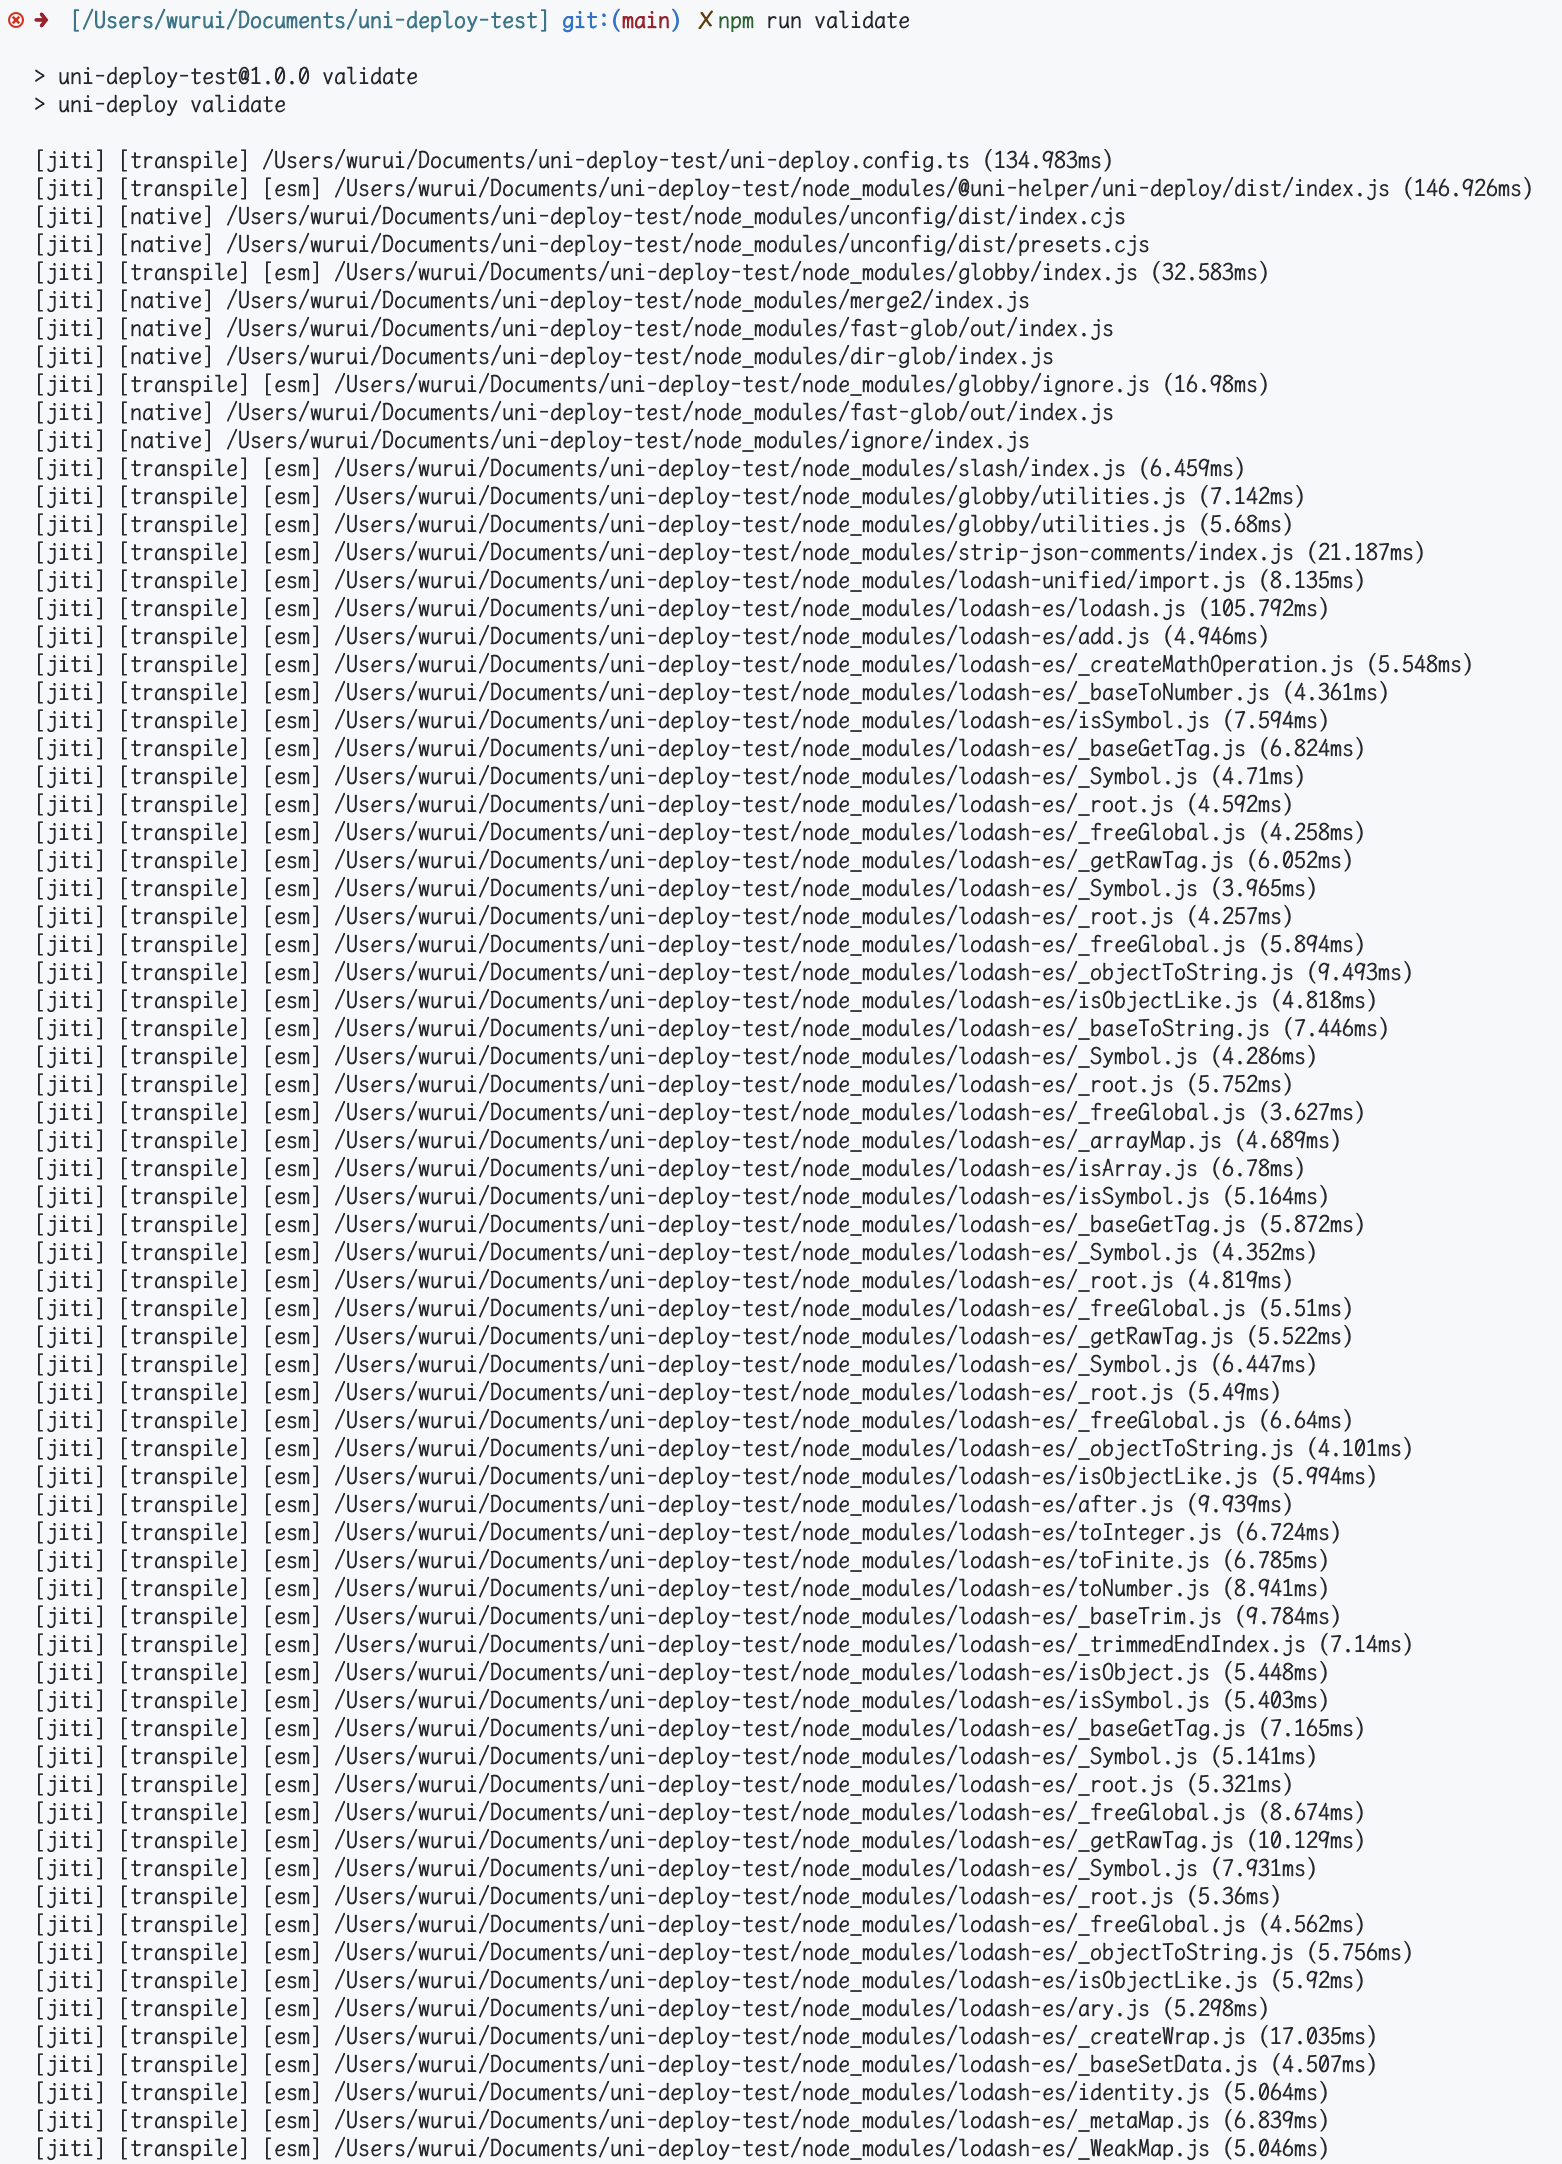 ➜ [/Users/wurui/Documents/uni-deploy-test] git:(main) ✗npm run validate
> uni-deploy-test@1.0.0 validate
> uni-deploy validate
[jiti] [transpile] /Users/wurui/Documents/uni-deploy-test/uni-deploy.config.ts (134.983ms)
[jiti] [transpile] [esm] /Users/wurui/Documents/uni-deploy-test/node_modules/@uni-helper/uni-deploy/dist/index.js (146.926ms)
[jiti] [native] /Users/wurui/Documents/uni-deploy-test/node_modules/unconfig/dist/index.cjs
[jiti] [native] /Users/wurui/Documents/uni-deploy-test/node_modules/unconfig/dist/presets.cjs
[jiti] [transpile] [esm] /Users/wurui/Documents/uni-deploy-test/node_modules/globby/index.js (32.583ms)
[jiti] [native] /Users/wurui/Documents/uni-deploy-test/node_modules/merge2/index.js
[jiti] [native] /Users/wurui/Documents/uni-deploy-test/node_modules/fast-glob/out/index.js
[jiti] [native] /Users/wurui/Documents/uni-deploy-test/node_modules/dir-glob/index.js
[jiti] [transpile] [esm] /Users/wurui/Documents/uni-deploy-test/node_modules/globby/ignore.js (16.98ms)
[jiti] [native] /Users/wurui/Documents/uni-deploy-test/node_modules/fast-glob/out/index.js
[jiti] [native] /Users/wurui/Documents/uni-deploy-test/node_modules/ignore/index.js
[jiti] [transpile] [esm] /Users/wurui/Documents/uni-deploy-test/node_modules/slash/index.js (6.459ms)
[jiti] [transpile] [esm] /Users/wurui/Documents/uni-deploy-test/node_modules/globby/utilities.js (7.142ms)
[jiti] [transpile] [esm] /Users/wurui/Documents/uni-deploy-test/node_modules/globby/utilities.js (5.68ms)
[jiti] [transpile] [esm] /Users/wurui/Documents/uni-deploy-test/node_modules/strip-json-comments/index.js (21.187ms)
[jiti] [transpile] [esm] /Users/wurui/Documents/uni-deploy-test/node_modules/lodash-unified/import.js (8.135ms)
[jiti] [transpile] [esm] /Users/wurui/Documents/uni-deploy-test/node_modules/lodash-es/lodash.js (105.792ms)
[jiti] [transpile] [esm] /Users/wurui/Documents/uni-deploy-test/node_modules/lodash-es/add.js (4.946ms)
[jiti] [transpile] [esm] /Users/wurui/Documents/uni-deploy-test/node_modules/lodash-es/_createMathOperation.js (5.548ms)
[jiti] [transpile] [esm] /Users/wurui/Documents/uni-deploy-test/node_modules/lodash-es/_baseToNumber.js (4.361ms)
[jiti] [transpile] [esm] /Users/wurui/Documents/uni-deploy-test/node_modules/lodash-es/isSymbol.js (7.594ms)
[jiti] [transpile] [esm] /Users/wurui/Documents/uni-deploy-test/node_modules/lodash-es/_baseGetTag.js (6.824ms)
[jiti] [transpile] [esm] /Users/wurui/Documents/uni-deploy-test/node_modules/lodash-es/_Symbol.js (4.71ms)
[jiti] [transpile] [esm] /Users/wurui/Documents/uni-deploy-test/node_modules/lodash-es/_root.js (4.592ms)
[jiti] [transpile] [esm] /Users/wurui/Documents/uni-deploy-test/node_modules/lodash-es/_freeGlobal.js (4.258ms)
[jiti] [transpile] [esm] /Users/wurui/Documents/uni-deploy-test/node_modules/lodash-es/_getRawTag.js (6.052ms)
[jiti] [transpile] [esm] /Users/wurui/Documents/uni-deploy-test/node_modules/lodash-es/_Symbol.js (3.965ms)
[jiti] [transpile] [esm] /Users/wurui/Documents/uni-deploy-test/node_modules/lodash-es/_root.js (4.257ms)
[jiti] [transpile] [esm] /Users/wurui/Documents/uni-deploy-test/node_modules/lodash-es/_freeGlobal.js (5.894ms)
[jiti] [transpile] [esm] /Users/wurui/Documents/uni-deploy-test/node_modules/lodash-es/_objectToString.js (9.493ms)
[jiti] [transpile] [esm] /Users/wurui/Documents/uni-deploy-test/node_modules/lodash-es/isObjectLike.js (4.818ms)
[jiti] [transpile] [esm] /Users/wurui/Documents/uni-deploy-test/node_modules/lodash-es/_baseToString.js (7.446ms)
[jiti] [transpile] [esm] /Users/wurui/Documents/uni-deploy-test/node_modules/lodash-es/_Symbol.js (4.286ms)
[jiti] [transpile] [esm] /Users/wurui/Documents/uni-deploy-test/node_modules/lodash-es/_root.js (5.752ms)
[jiti] [transpile] [esm] /Users/wurui/Documents/uni-deploy-test/node_modules/lodash-es/_freeGlobal.js (3.627ms)
[jiti] [transpile] [esm] /Users/wurui/Documents/uni-deploy-test/node_modules/lodash-es/_arrayMap.js (4.689ms)
[jiti] [transpile] [esm] /Users/wurui/Documents/uni-deploy-test/node_modules/lodash-es/isArray.js (6.78ms)
[jiti] [transpile] [esm] /Users/wurui/Documents/uni-deploy-test/node_modules/lodash-es/isSymbol.js (5.164ms)
[jiti] [transpile] [esm] /Users/wurui/Documents/uni-deploy-test/node_modules/lodash-es/_baseGetTag.js (5.872ms)
[jiti] [transpile] [esm] /Users/wurui/Documents/uni-deploy-test/node_modules/lodash-es/_Symbol.js (4.352ms)
[jiti] [transpile] [esm] /Users/wurui/Documents/uni-deploy-test/node_modules/lodash-es/_root.js (4.819ms)
[jiti] [transpile] [esm] /Users/wurui/Documents/uni-deploy-test/node_modules/lodash-es/_freeGlobal.js (5.51ms)
[jiti] [transpile] [esm] /Users/wurui/Documents/uni-deploy-test/node_modules/lodash-es/_getRawTag.js (5.522ms)
[jiti] [transpile] [esm] /Users/wurui/Documents/uni-deploy-test/node_modules/lodash-es/_Symbol.js (6.447ms)
[jiti] [transpile] [esm] /Users/wurui/Documents/uni-deploy-test/node_modules/lodash-es/_root.js (5.49ms)
[jiti] [transpile] [esm] /Users/wurui/Documents/uni-deploy-test/node_modules/lodash-es/_freeGlobal.js (6.64ms)
[jiti] [transpile] [esm] /Users/wurui/Documents/uni-deploy-test/node_modules/lodash-es/_objectToString.js (4.101ms)
[jiti] [transpile] [esm] /Users/wurui/Documents/uni-deploy-test/node_modules/lodash-es/isObjectLike.js (5.994ms)
[jiti] [transpile] [esm] /Users/wurui/Documents/uni-deploy-test/node_modules/lodash-es/after.js (9.939ms)
[jiti] [transpile] [esm] /Users/wurui/Documents/uni-deploy-test/node_modules/lodash-es/toInteger.js (6.724ms)
[jiti] [transpile] [esm] /Users/wurui/Documents/uni-deploy-test/node_modules/lodash-es/toFinite.js (6.785ms)
[jiti] [transpile] [esm] /Users/wurui/Documents/uni-deploy-test/node_modules/lodash-es/toNumber.js (8.941ms)
[jiti] [transpile] [esm] /Users/wurui/Documents/uni-deploy-test/node_modules/lodash-es/_baseTrim.js (9.784ms)
[jiti] [transpile] [esm] /Users/wurui/Documents/uni-deploy-test/node_modules/lodash-es/_trimmedEndIndex.js (7.14ms)
[jiti] [transpile] [esm] /Users/wurui/Documents/uni-deploy-test/node_modules/lodash-es/isObject.js (5.448ms)
[jiti] [transpile] [esm] /Users/wurui/Documents/uni-deploy-test/node_modules/lodash-es/isSymbol.js (5.403ms)
[jiti] [transpile] [esm] /Users/wurui/Documents/uni-deploy-test/node_modules/lodash-es/_baseGetTag.js (7.165ms)
[jiti] [transpile] [esm] /Users/wurui/Documents/uni-deploy-test/node_modules/lodash-es/_Symbol.js (5.141ms)
[jiti] [transpile] [esm] /Users/wurui/Documents/uni-deploy-test/node_modules/lodash-es/_root.js (5.321ms)
[jiti] [transpile] [esm] /Users/wurui/Documents/uni-deploy-test/node_modules/lodash-es/_freeGlobal.js (8.674ms)
[jiti] [transpile] [esm] /Users/wurui/Documents/uni-deploy-test/node_modules/lodash-es/_getRawTag.js (10.129ms)
[jiti] [transpile] [esm] /Users/wurui/Documents/uni-deploy-test/node_modules/lodash-es/_Symbol.js (7.931ms)
[jiti] [transpile] [esm] /Users/wurui/Documents/uni-deploy-test/node_modules/lodash-es/_root.js (5.36ms)
[jiti] [transpile] [esm] /Users/wurui/Documents/uni-deploy-test/node_modules/lodash-es/_freeGlobal.js (4.562ms)
[jiti] [transpile] [esm] /Users/wurui/Documents/uni-deploy-test/node_modules/lodash-es/_objectToString.js (5.756ms)
[jiti] [transpile] [esm] /Users/wurui/Documents/uni-deploy-test/node_modules/lodash-es/isObjectLike.js (5.92ms)
[jiti] [transpile] [esm] /Users/wurui/Documents/uni-deploy-test/node_modules/lodash-es/ary.js (5.298ms)
[jiti] [transpile] [esm] /Users/wurui/Documents/uni-deploy-test/node_modules/lodash-es/_createWrap.js (17.035ms)
[jiti] [transpile] [esm] /Users/wurui/Documents/uni-deploy-test/node_modules/lodash-es/_baseSetData.js (4.507ms)
[jiti] [transpile] [esm] /Users/wurui/Documents/uni-deploy-test/node_modules/lodash-es/identity.js (5.064ms)
[jiti] [transpile] [esm] /Users/wurui/Documents/uni-deploy-test/node_modules/lodash-es/_metaMap.js (6.839ms)
[jiti] [transpile] [esm] /Users/wurui/Documents/uni-deploy-test/node_modules/lodash-es/_WeakMap.js (5.046ms)